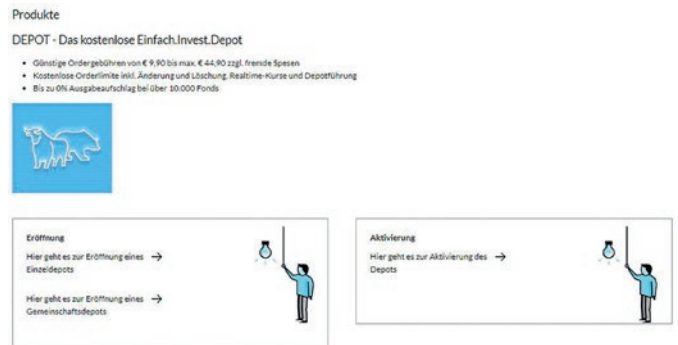 Produkte
DEPOT - Das kostenlose Einfach.Invest.Depot
• Günstige Ordergebühren von € 9,90 bis max. € 44,90 zzgl. fremde Spesen
• Kostenlose Orderlimite inkl. Änderung und Löschung, Realtime-Kurse und Depotführung
• Bis zu 0% Ausgabeaufschlag bei über 10.000 Fonds
Eröffnung
Hier geht es zur Eröffnung eines →
Einzeldepots
Hier geht es zur Eröffnung eines →
Gemeinschaftsdepots
Aktivierung
Hier geht es zur Aktivierung des →
Depots